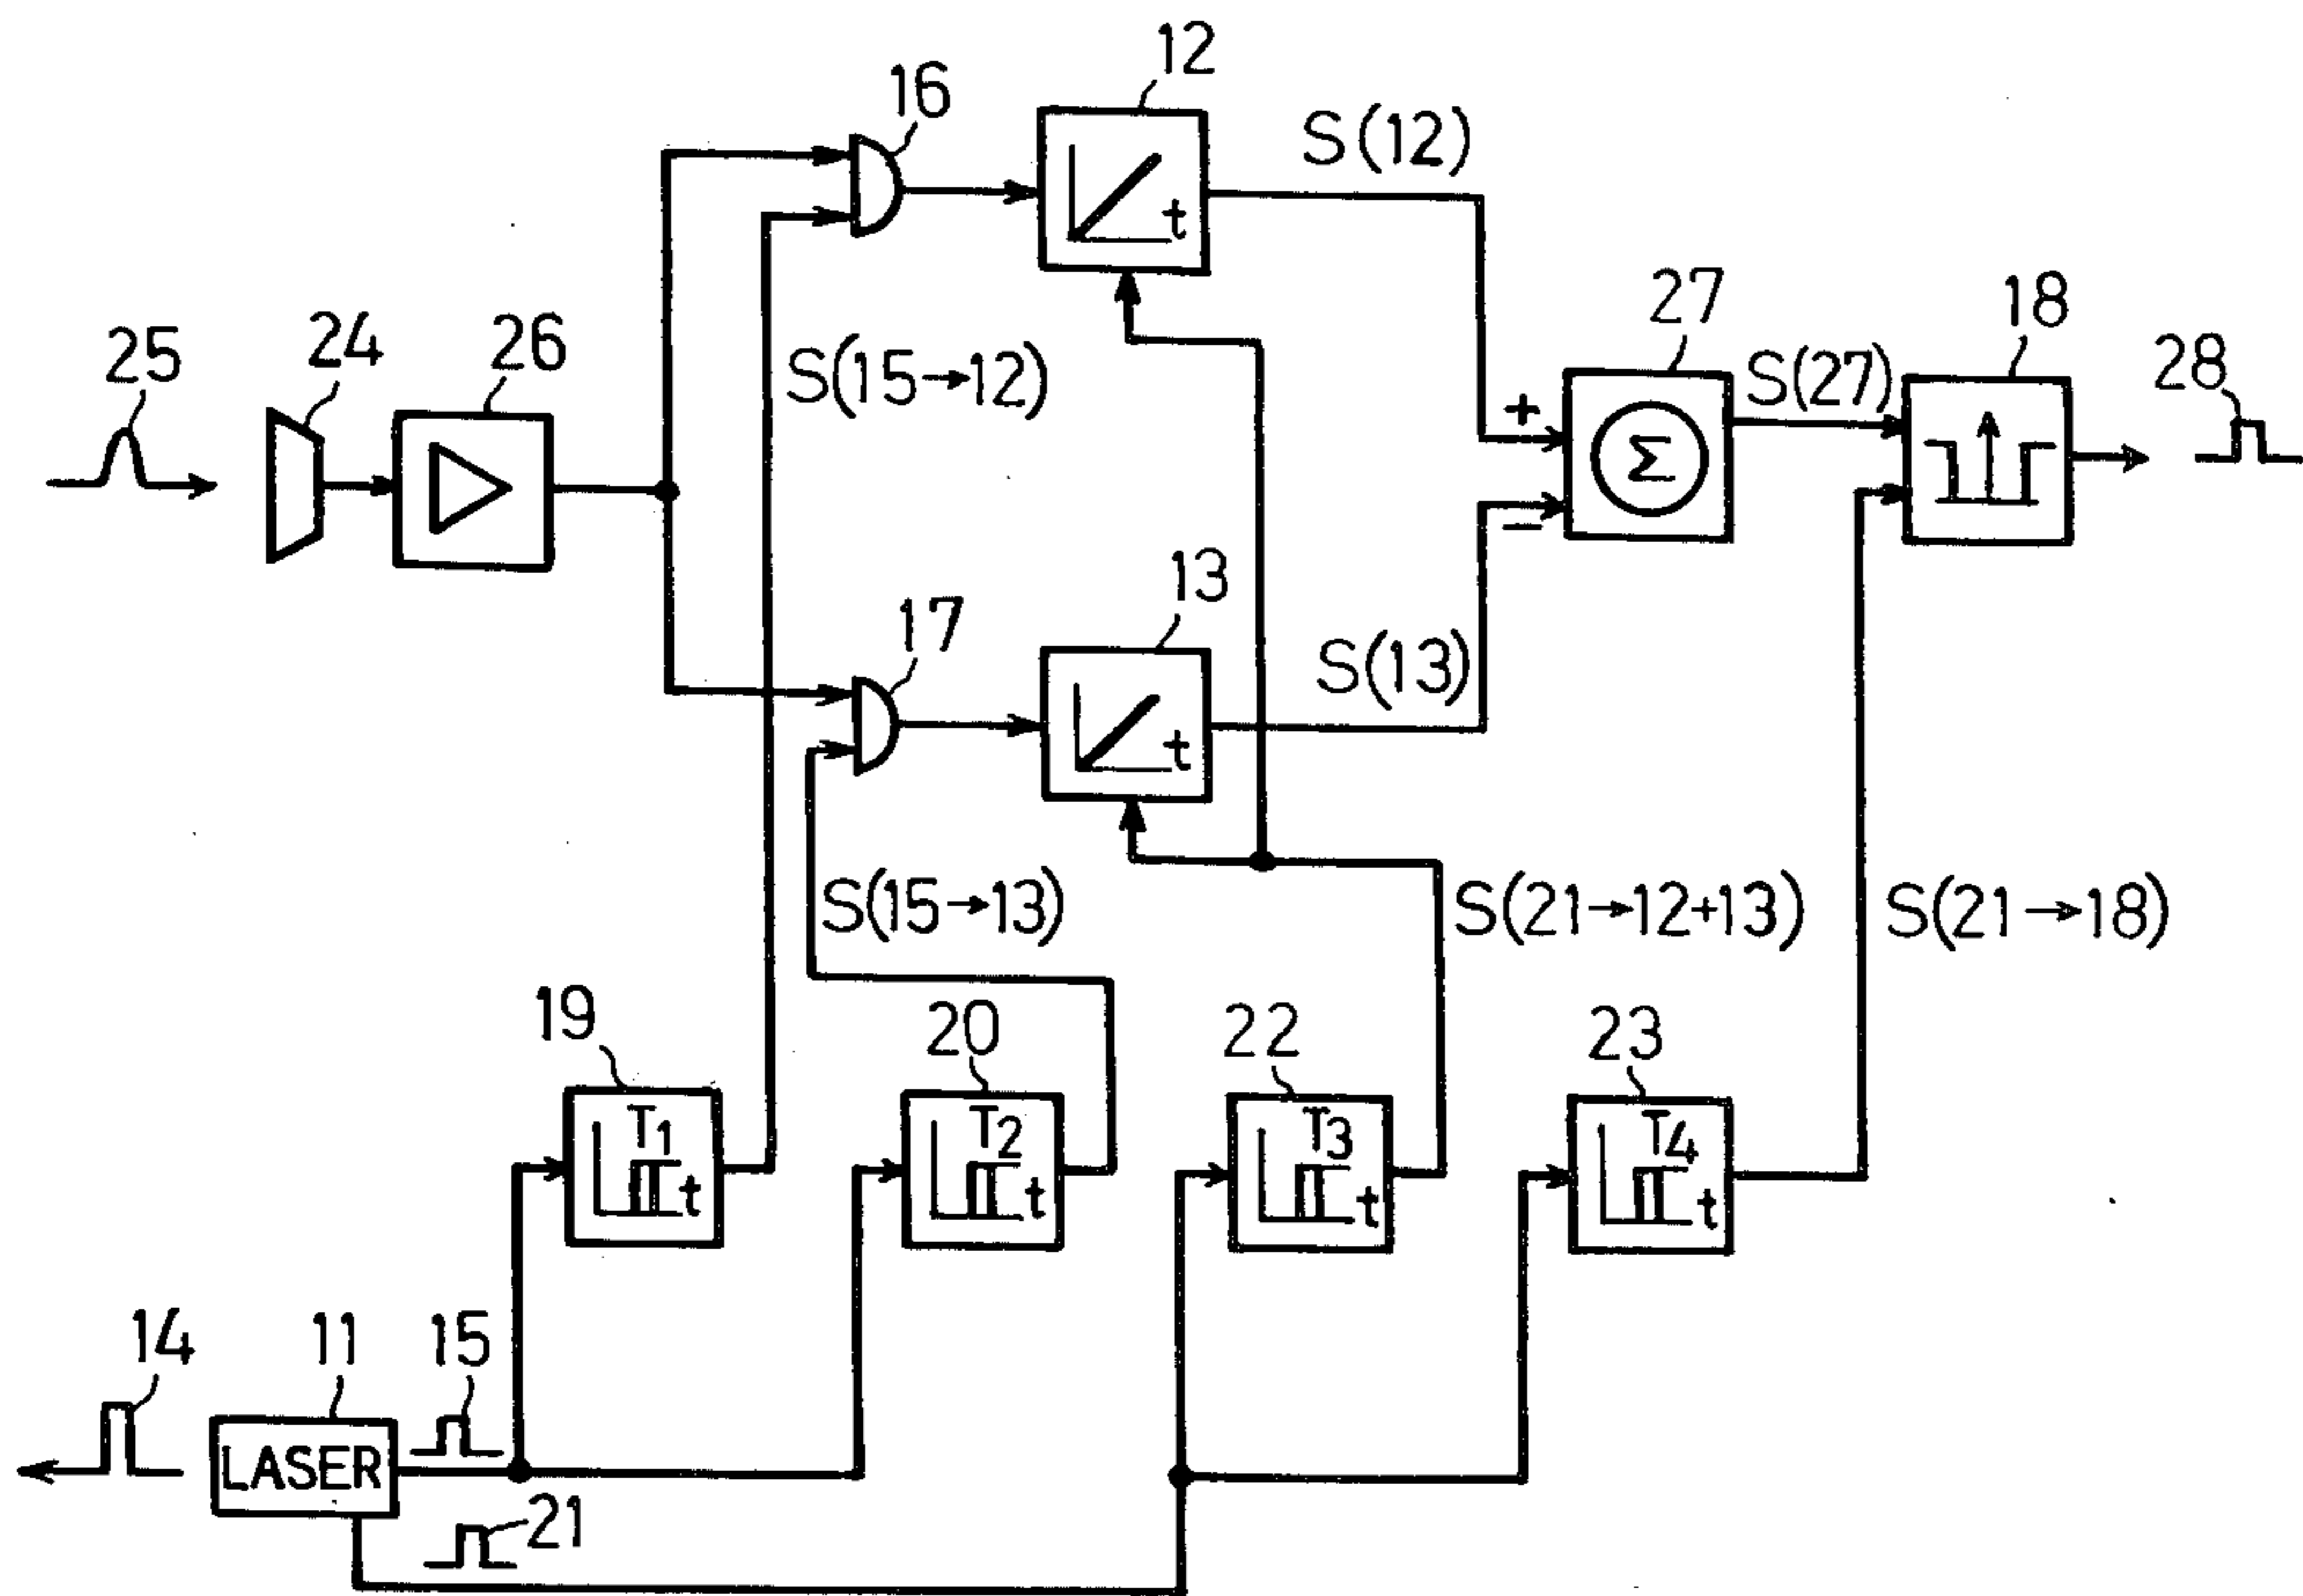 12
16
S(12)
27
18
25
24
26
S(15→12)
S(27)
28
t
+
Σ
−
13
17
S(13)
t
S(15→13)
S(21→12+13)
S(21→18)
19
20
22
23
T1
t
T2
t
T3
t
T4
t
14
11
15
LASER
21